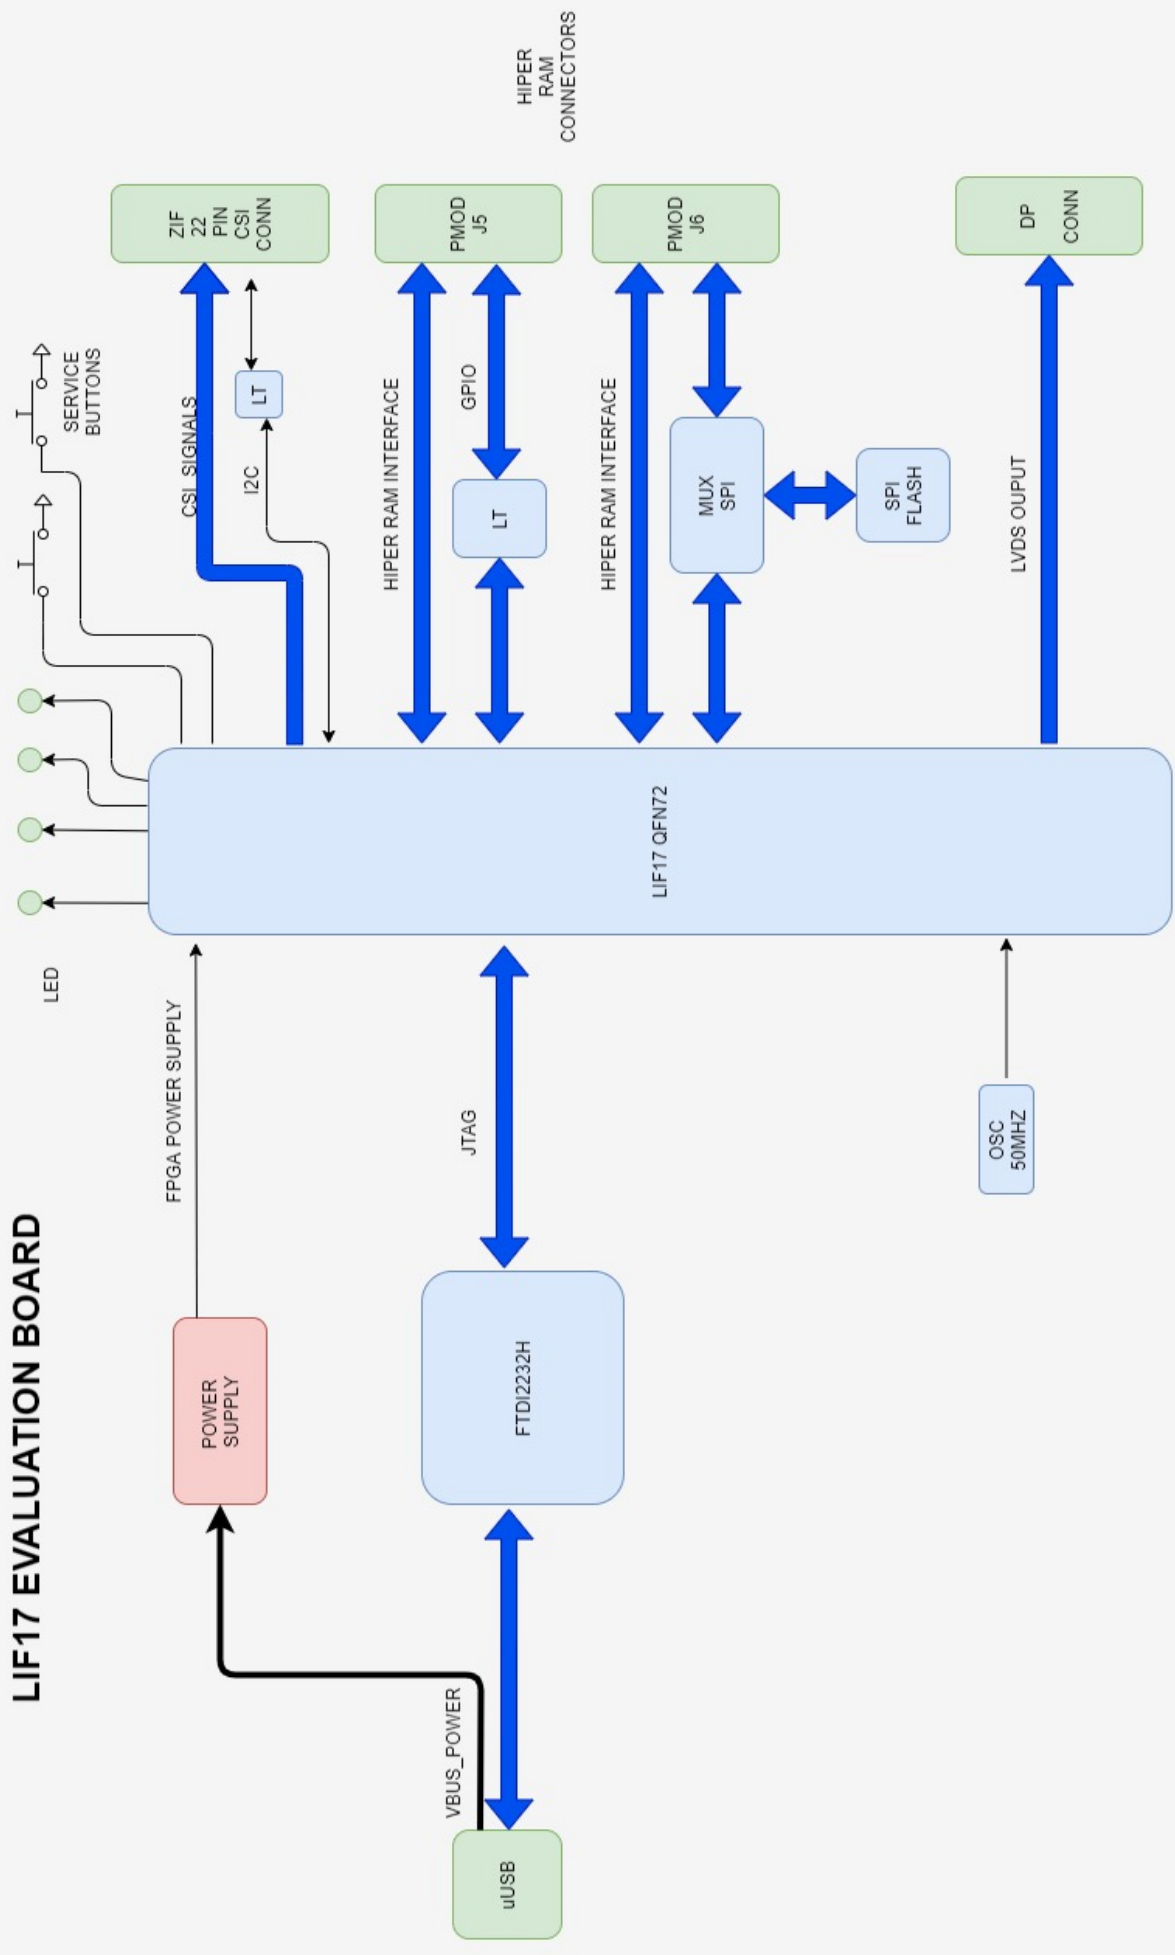 LIF17 EVALUATION BOARD
LED
SERVICE
BUTTONS
FPGA POWER SUPPLY
POWER
SUPPLY
VBUS_POWER
uUSB
FTDI2232H
JTAG
OSC
50MHZ
LIF17 QFN72
CSI SIGNALS
I2C
LT
ZIF
22
PIN
CSI
CONN
HIPER RAM INTERFACE
GPIO
LT
PMOD
J5
HIPER RAM INTERFACE
MUX
SPI
SPI
FLASH
PMOD
J6
HIPER
RAM
CONNECTORS
LVDS OUPUT
DP
CONN